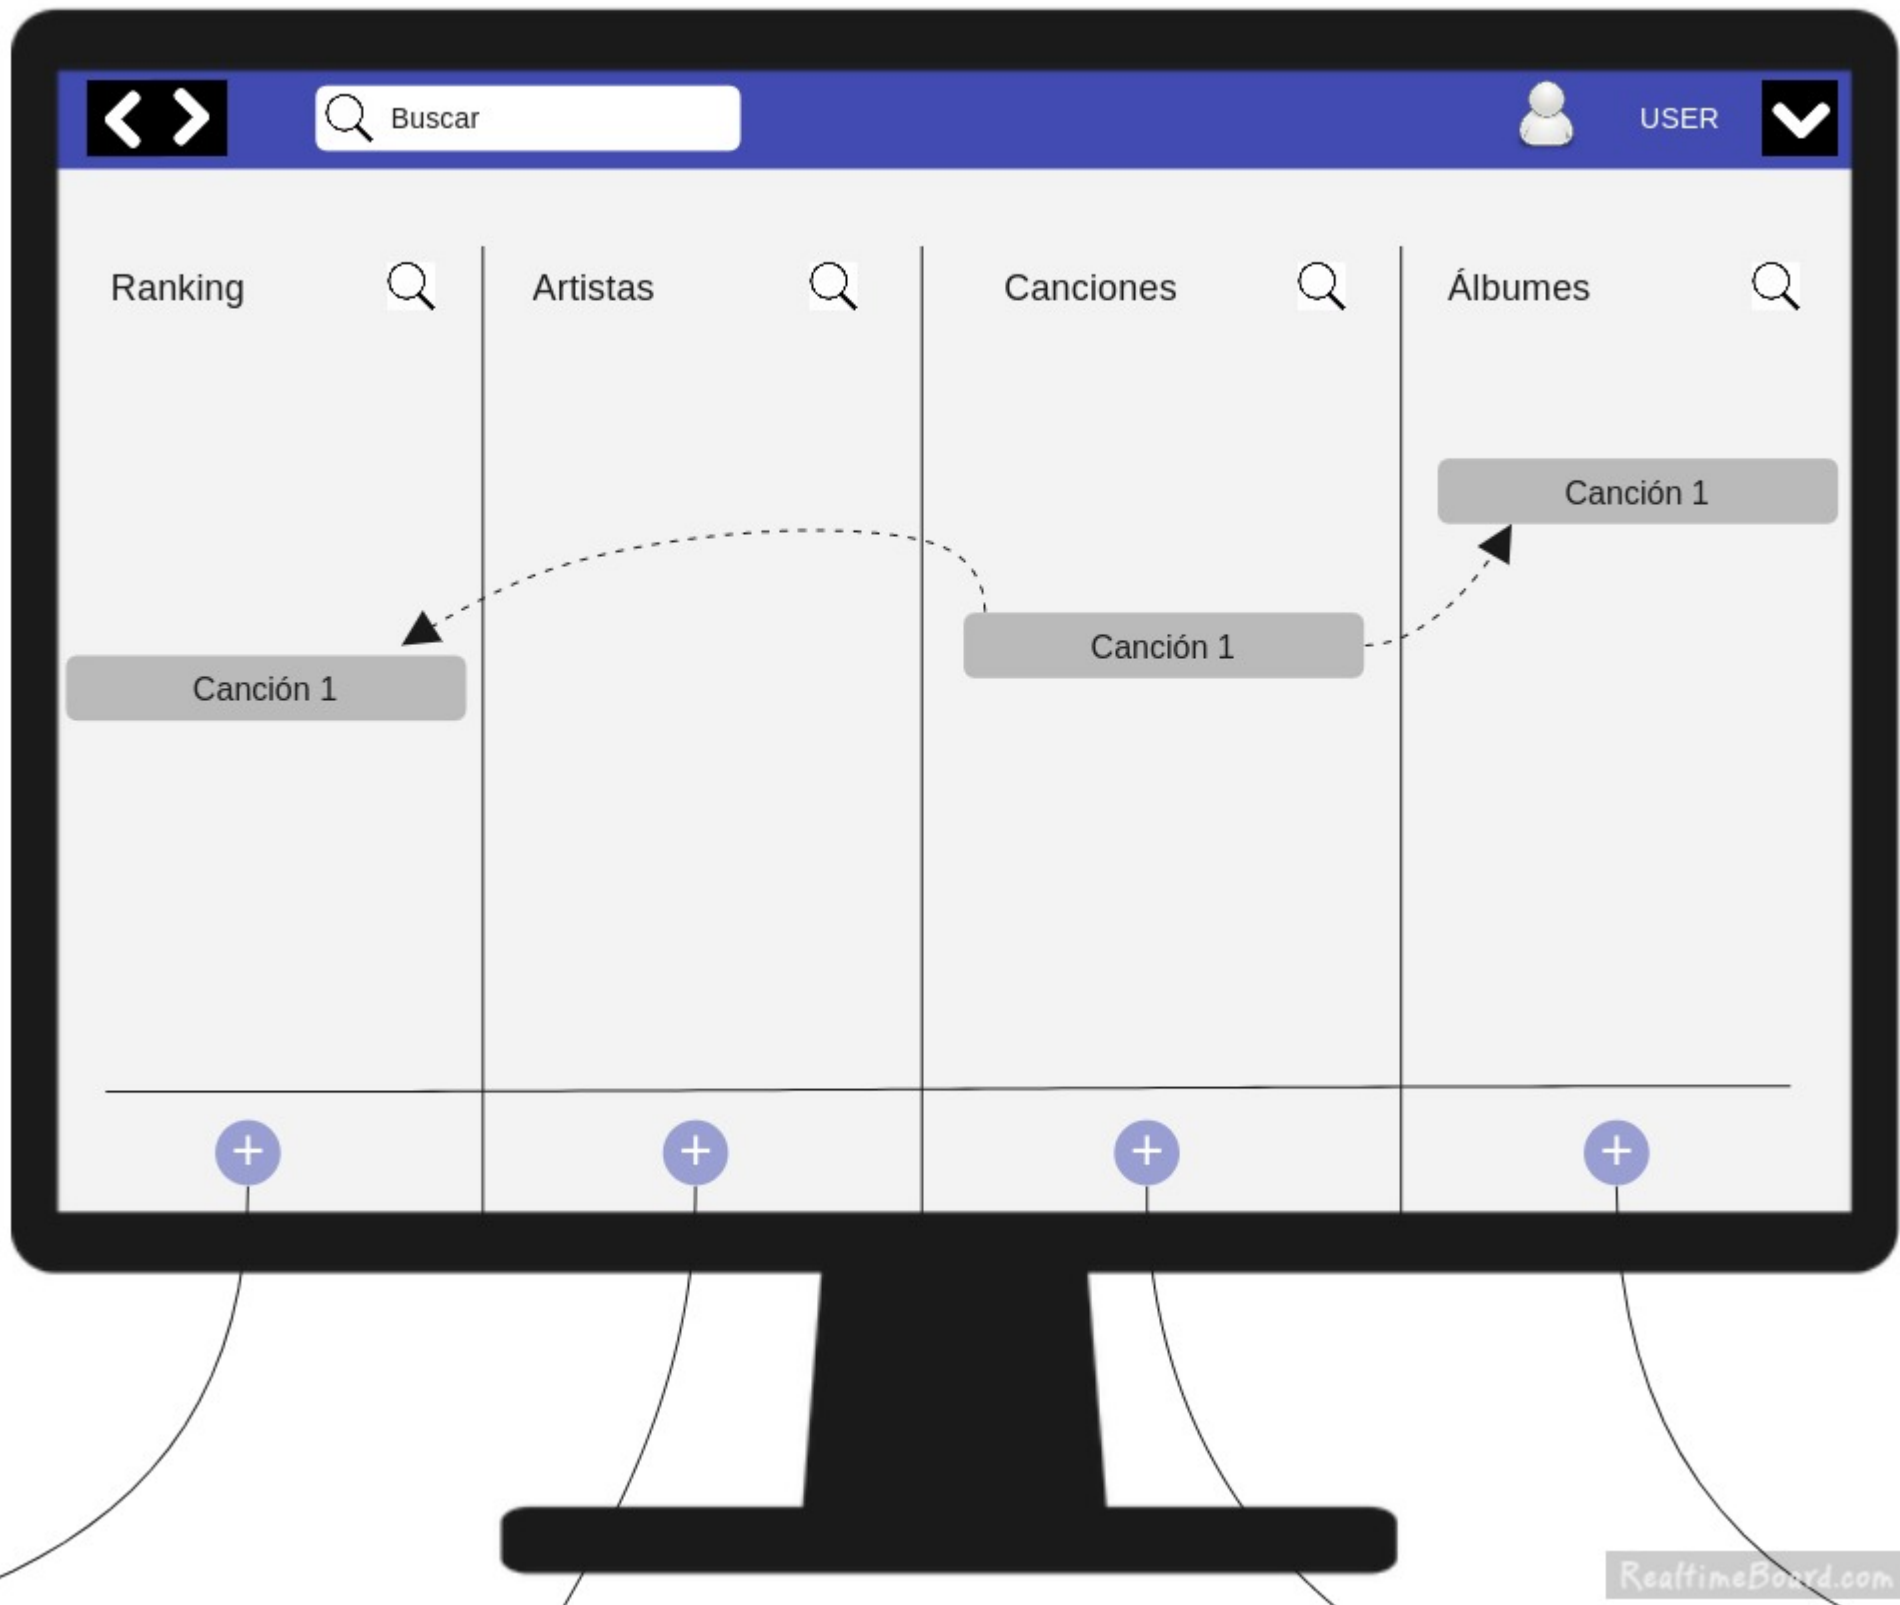 Buscar
USER
Ranking
Artistas
Canciones
Álbumes
Canción 1
Canción 1
Canción 1
RealtimeBoard.com